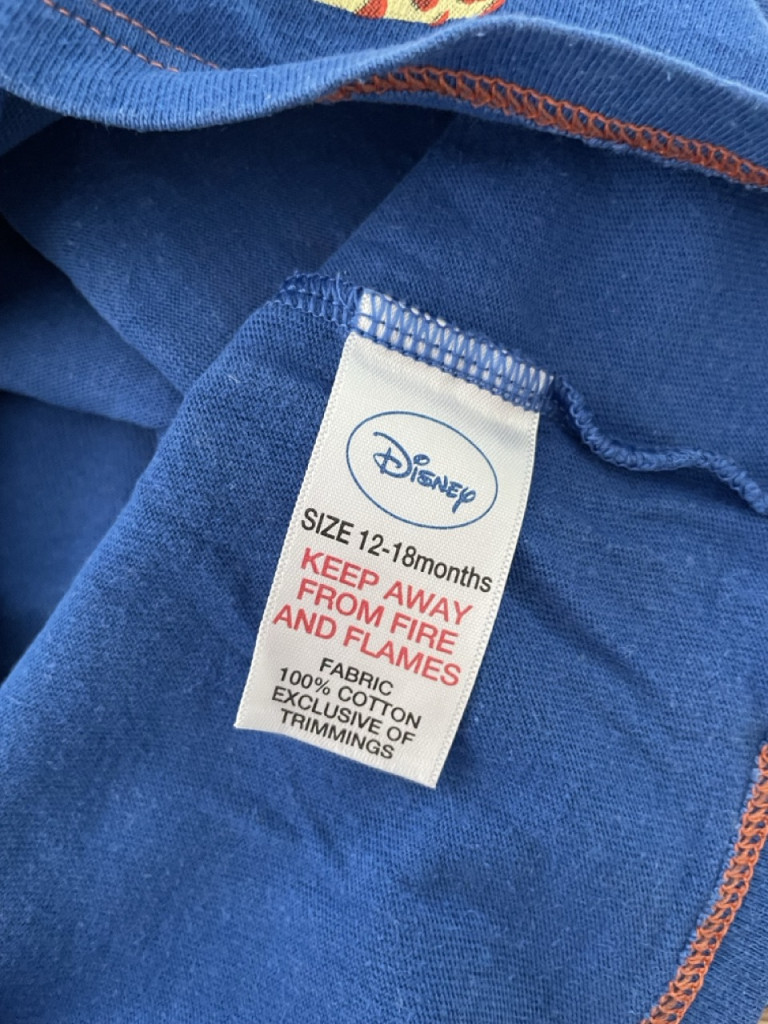 Disney
SIZE 12-18months
KEEP AWAY
FROM FIRE
AND FLAMES
FABRIC
100% COTTON
EXCLUSIVE OF
TRIMMINGS